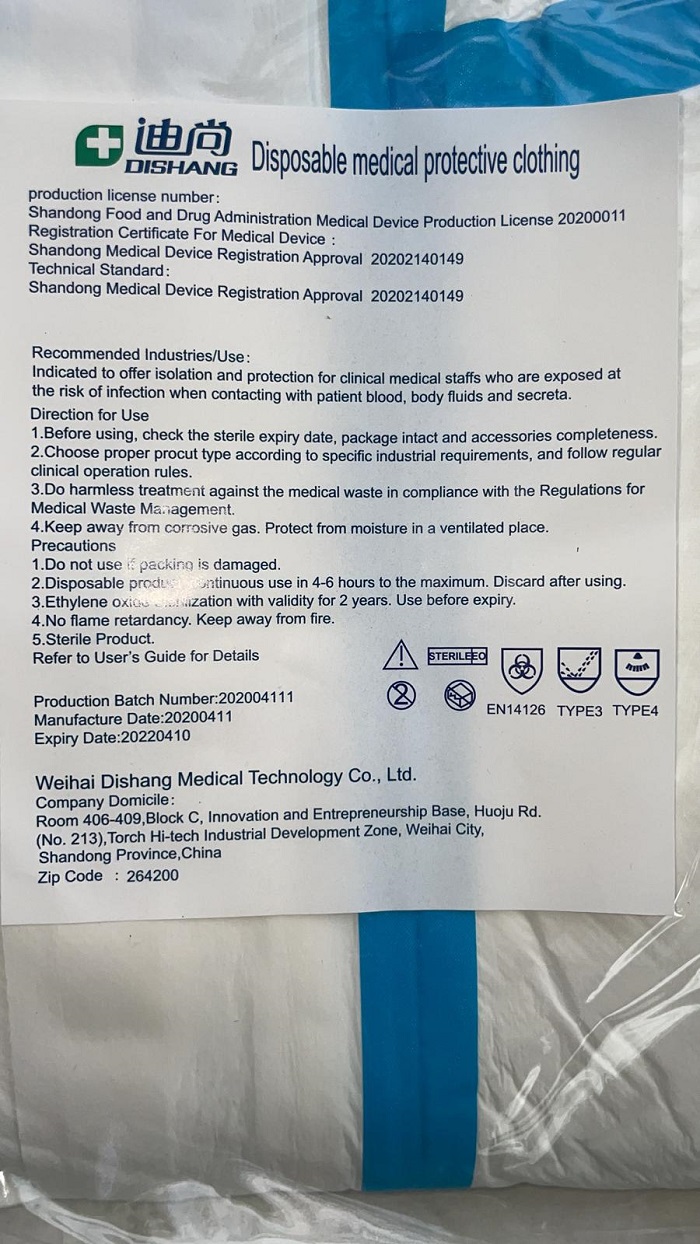 迪尚
DISHANG
Disposable medical protective clothing
production license number:
Shandong Food and Drug Administration Medical Device Production License 20200011
Registration Certificate For Medical Device :
Shandong Medical Device Registration Approval 20202140149
Technical Standard:
Shandong Medical Device Registration Approval 20202140149
Recommended Industries/Use:
Indicated to offer isolation and protection for clinical medical staffs who are exposed at
the risk of infection when contacting with patient blood, body fluids and secreta.
Direction for Use
1.Before using, check the sterile expiry date, package intact and accessories completeness.
2.Choose proper procut type according to specific industrial requirements, and follow regular
clinical operation rules.
3.Do harmless treatment against the medical waste in compliance with the Regulations for
Medical Waste Management.
4.Keep away from corrosive gas. Protect from moisture in a ventilated place.
Precautions
1.Do not use if packing is damaged.
2.Disposable continuous use in 4-6 hours to the maximum. Discard after using.
3.Ethylene oxide with validity for 2 years. Use before expiry.
4.No flame retardancy. Keep away from fire.
5.Sterile Product.
Refer to User's Guide for Details
STERILE EO
2
EN14126 TYPE3 TYPE4
Production Batch Number:202004111
Manufacture Date:20200411
Expiry Date:20220410
Weihai Dishang Medical Technology Co., Ltd.
Company Domicile:
Room 406-409,Block C, Innovation and Entrepreneurship Base, Huoju Rd.
(No. 213),Torch Hi-tech Industrial Development Zone, Weihai City,
Shandong Province,China
Zip Code : 264200